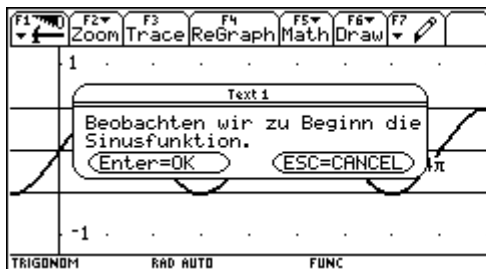 F1 F2 Zoom F3 Trace F4 ReGraph F5 Math F6 Draw F7
1
Text 1
Beobachten wir zu Beginn die
Sinusfunktion.
Enter=OK ESC=CANCEL
4π
-1
TRIGONOM RAD AUTO FUNC